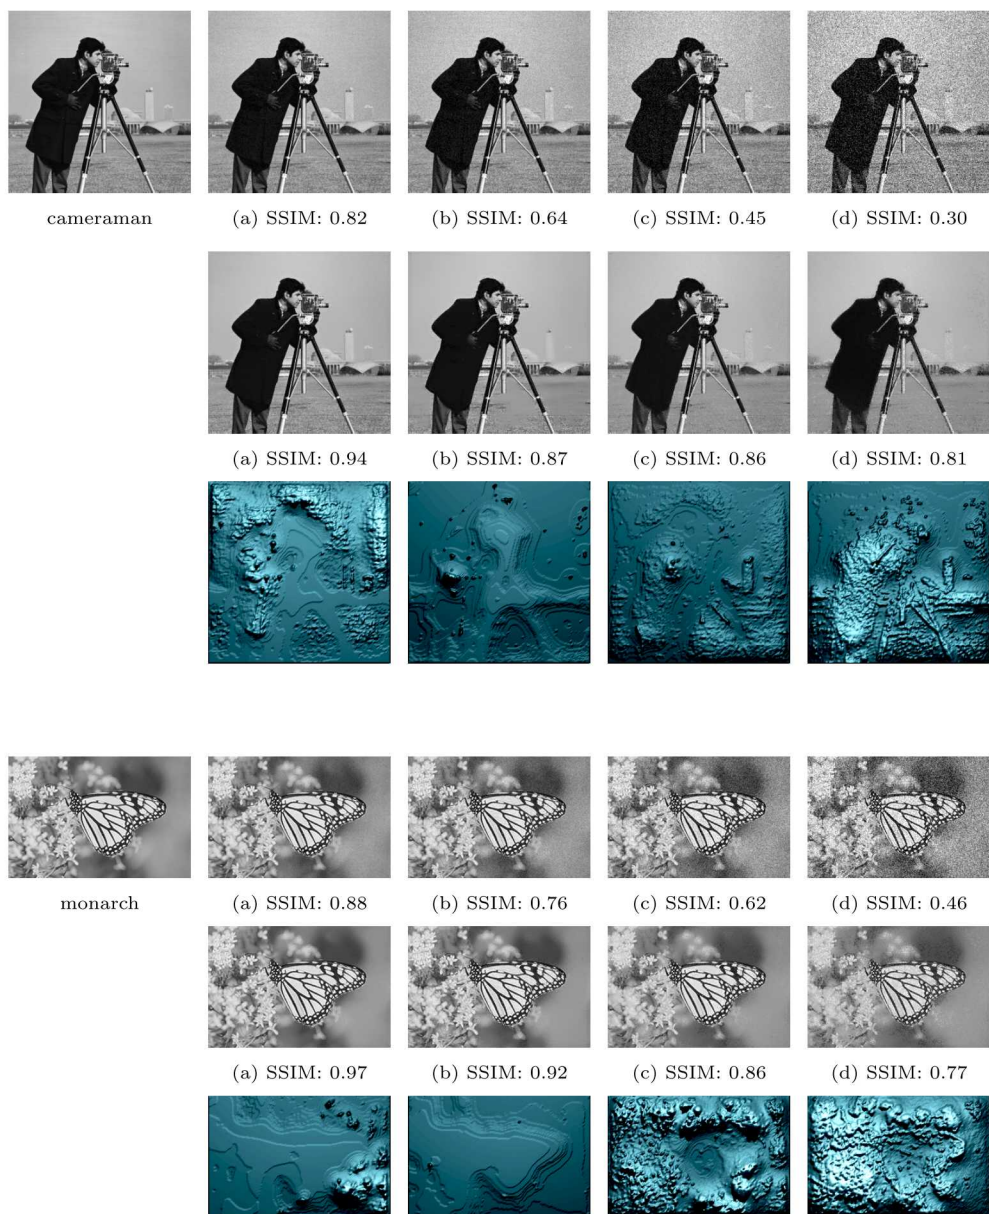 cameraman (a) SSIM: 0.82 (b) SSIM: 0.64 (c) SSIM: 0.45 (d) SSIM: 0.30
(a) SSIM: 0.94 (b) SSIM: 0.87 (c) SSIM: 0.86 (d) SSIM: 0.81
monarch (a) SSIM: 0.88 (b) SSIM: 0.76 (c) SSIM: 0.62 (d) SSIM: 0.46
(a) SSIM: 0.97 (b) SSIM: 0.92 (c) SSIM: 0.86 (d) SSIM: 0.77